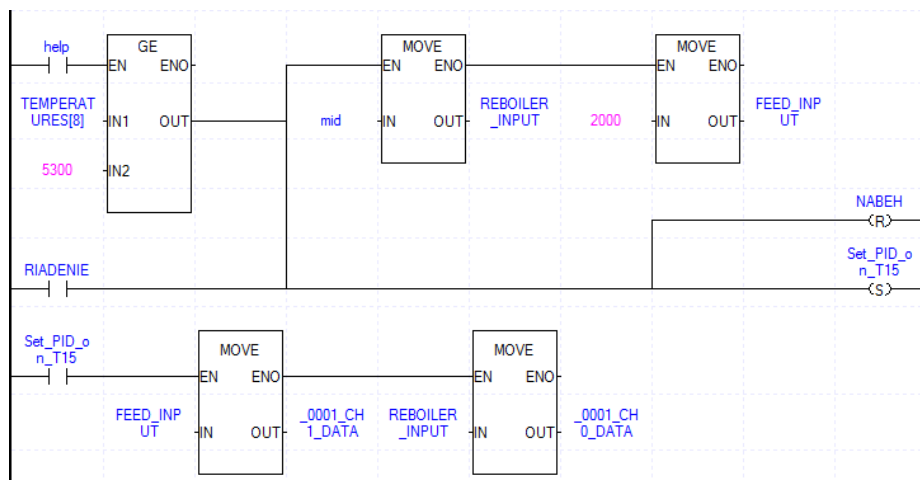 help
GE
EN ENO
TEMPERAT
URES[8]
IN1 OUT
5300
IN2
MOVE
EN ENO
mid
IN OUT
REBOILER
_INPUT
MOVE
EN ENO
2000
IN OUT
FEED_INP
UT
NABEH
R
RIADENIE
Set_PID_o
n_T15
S
Set_PID_o
n_T15
MOVE
EN ENO
FEED_INP
UT
IN OUT
_0001_CH
1_DATA
MOVE
EN ENO
REBOILER
_INPUT
IN OUT
_0001_CH
0_DATA